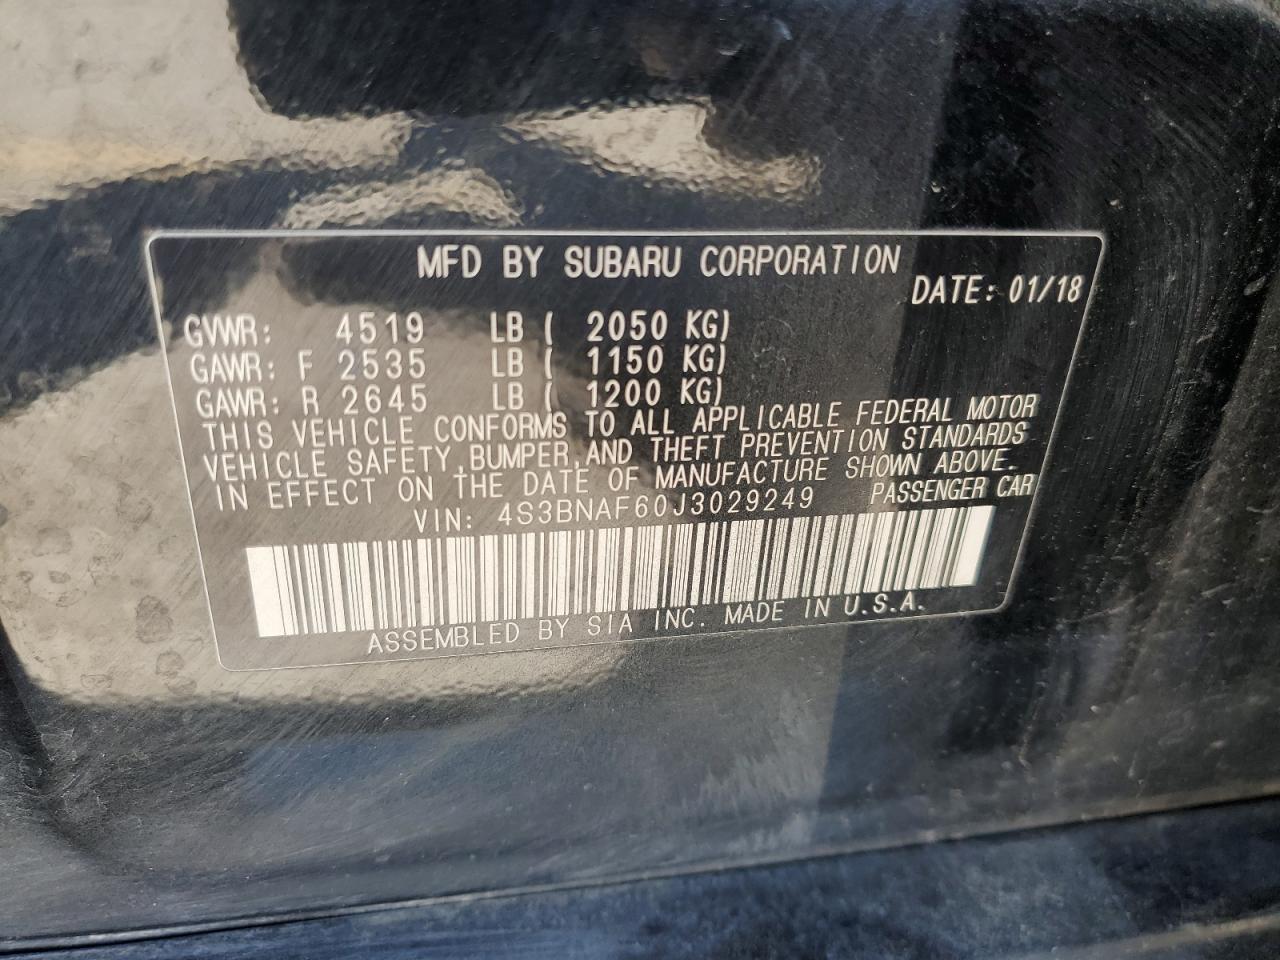 MFD BY SUBARU CORPORATION
DATE: 01/18
GVWR: 4519 LB ( 2050 KG)
GAWR: F 2535 LB ( 1150 KG)
GAWR: R 2645 LB ( 1200 KG)
THIS VEHICLE CONFORMS TO ALL APPLICABLE FEDERAL MOTOR
VEHICLE SAFETY, BUMPER, AND THEFT PREVENTION STANDARDS
IN EFFECT ON THE DATE OF MANUFACTURE SHOWN ABOVE.
VIN: 4S3BNAF60J3029249 PASSENGER CAR
ASSEMBLED BY SIA INC. MADE IN U.S.A.